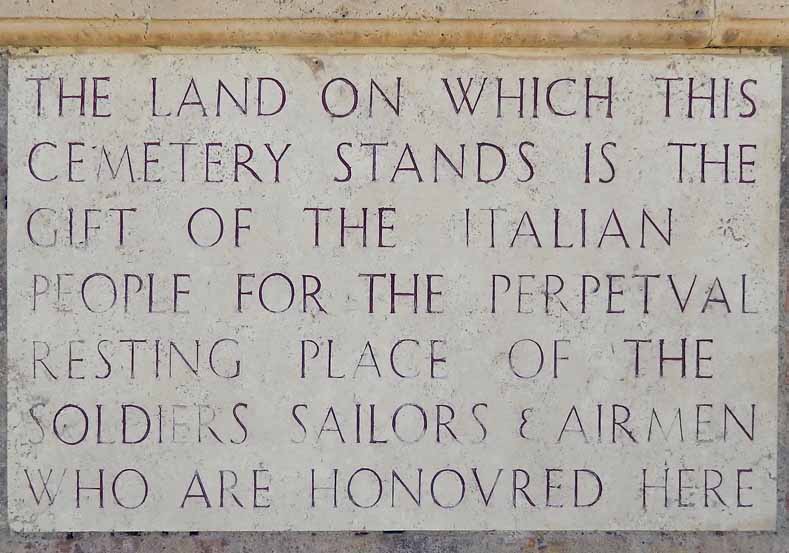 THE LAND ON WHICH THIS
CEMETERY STANDS IS THE
GIFT OF THE ITALIAN
PEOPLE FOR THE PERPETVAL
RESTING PLACE OF THE
SOLDIERS SAILORS & AIRMEN
WHO ARE HONOVRED HERE